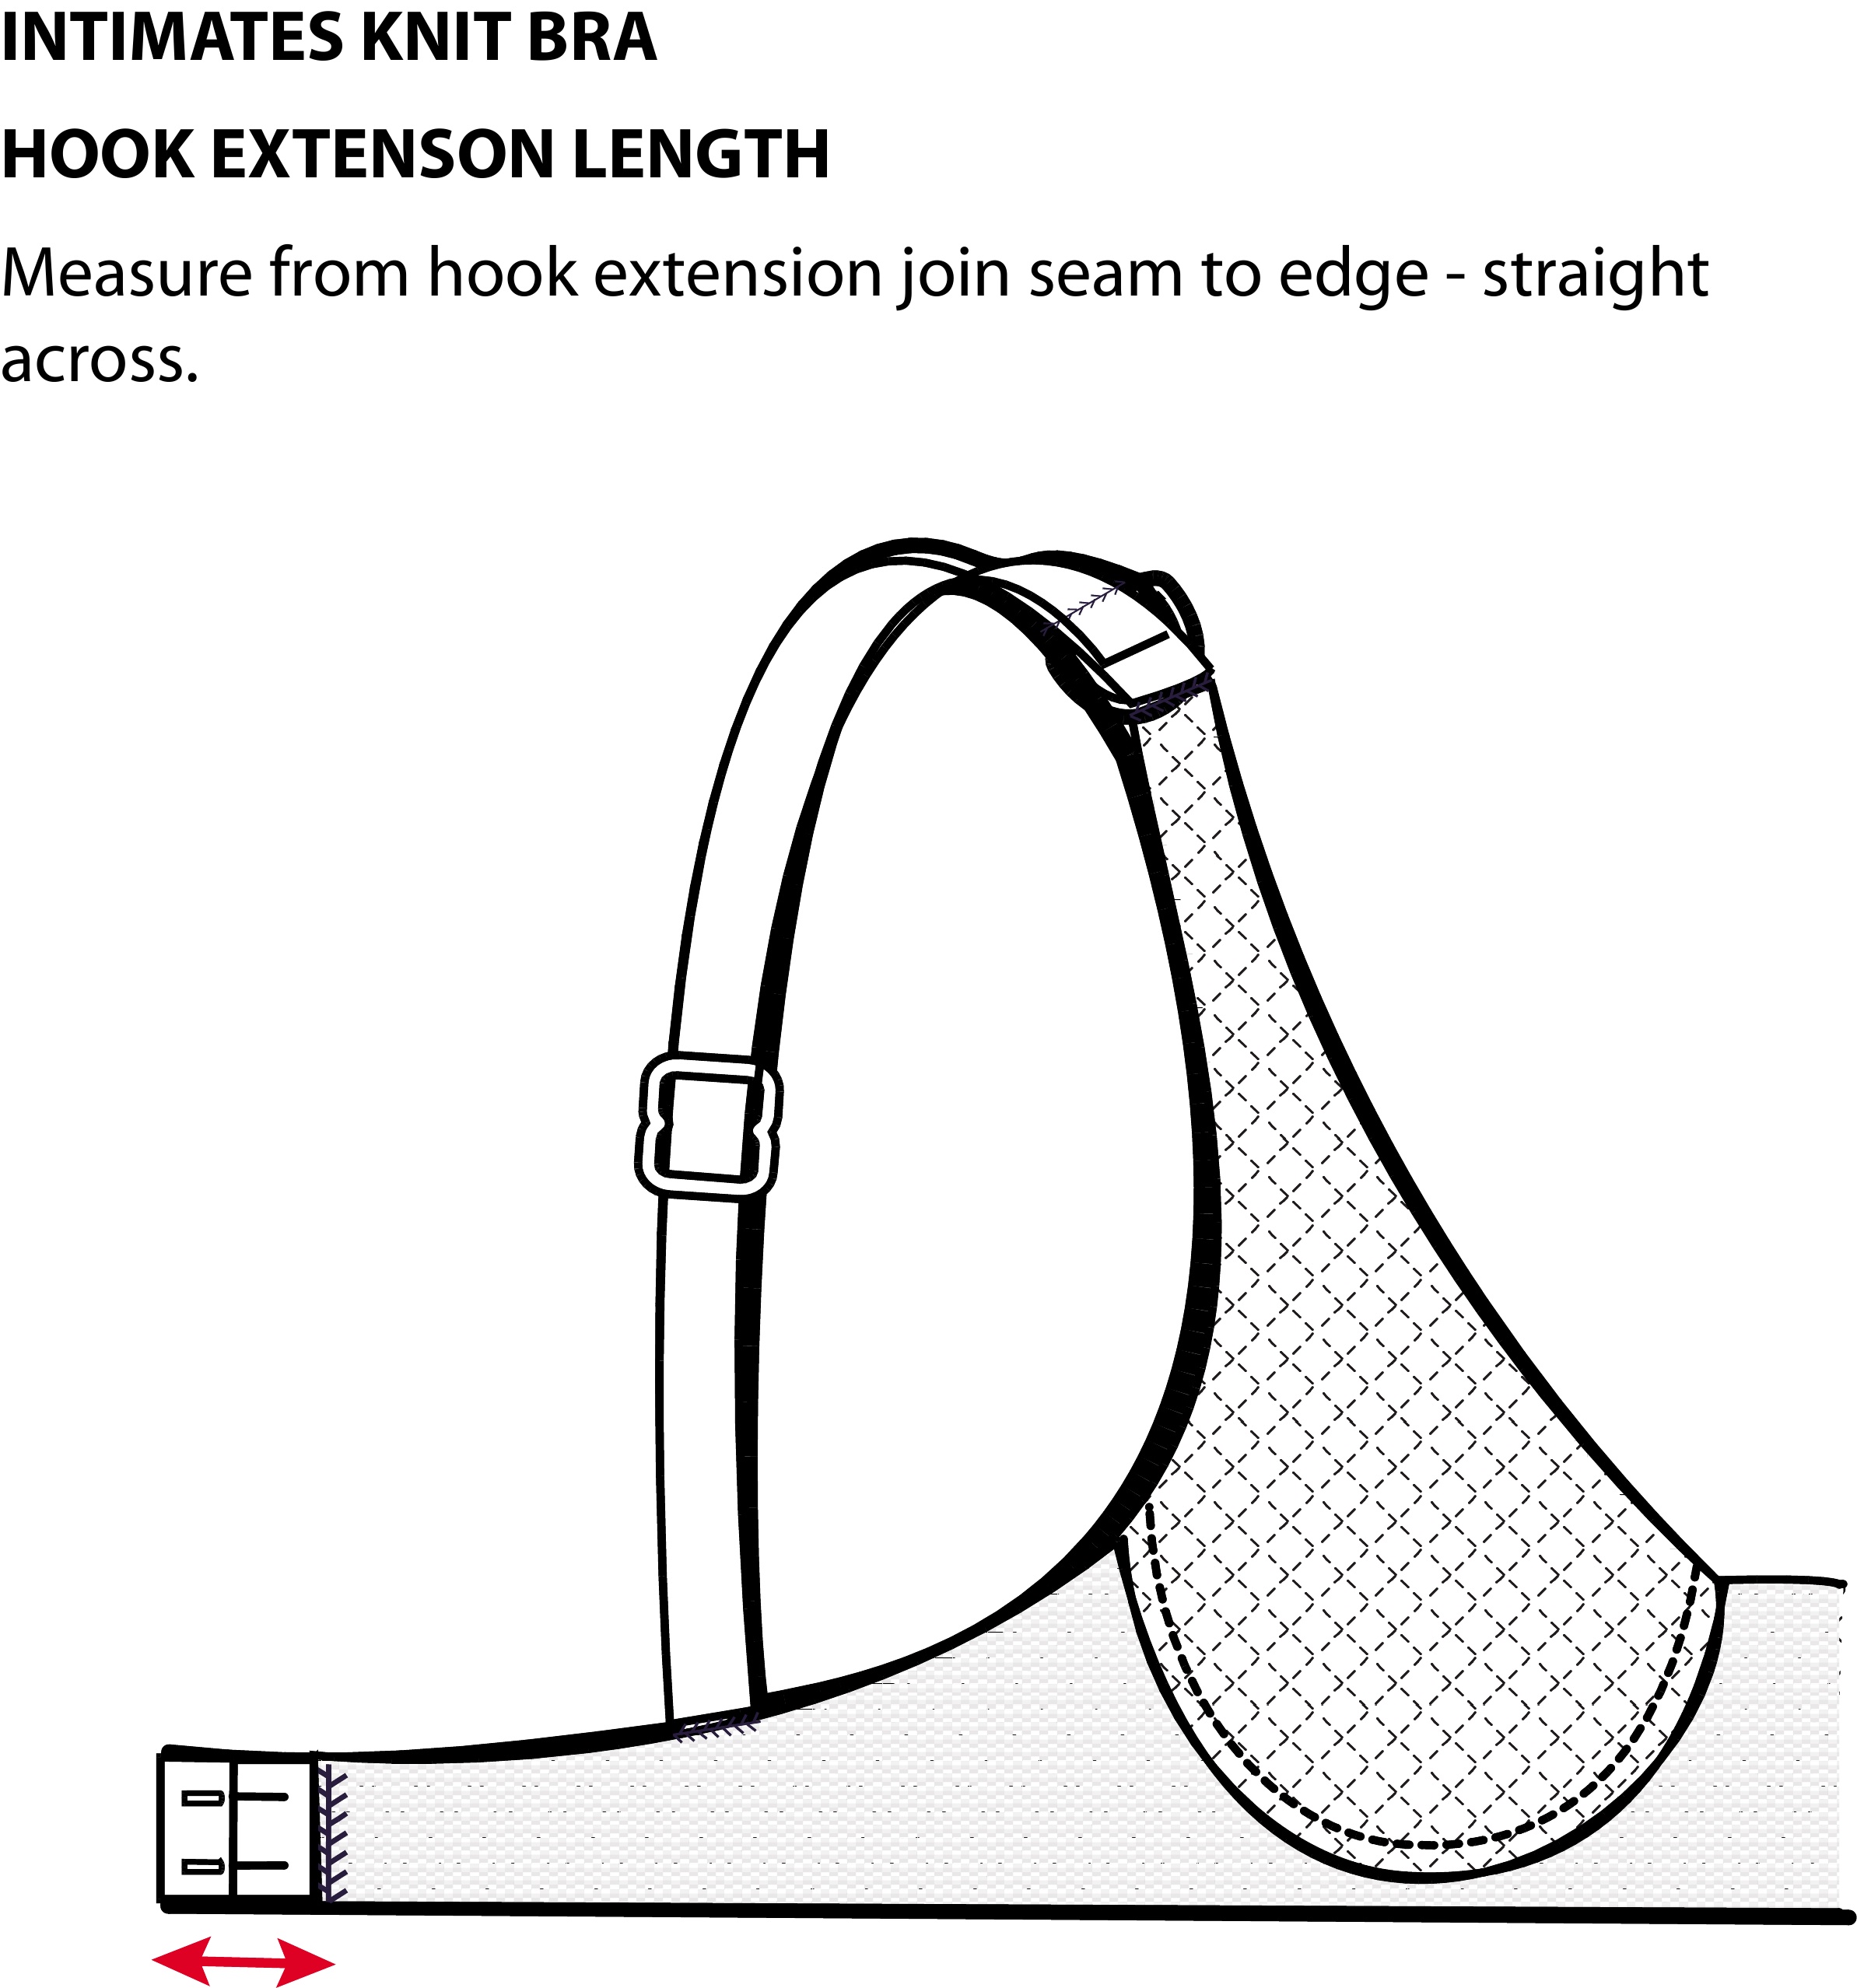 INTIMATES KNIT BRA
HOOK EXTENSON LENGTH
Measure from hook extension join seam to edge - straight
across.